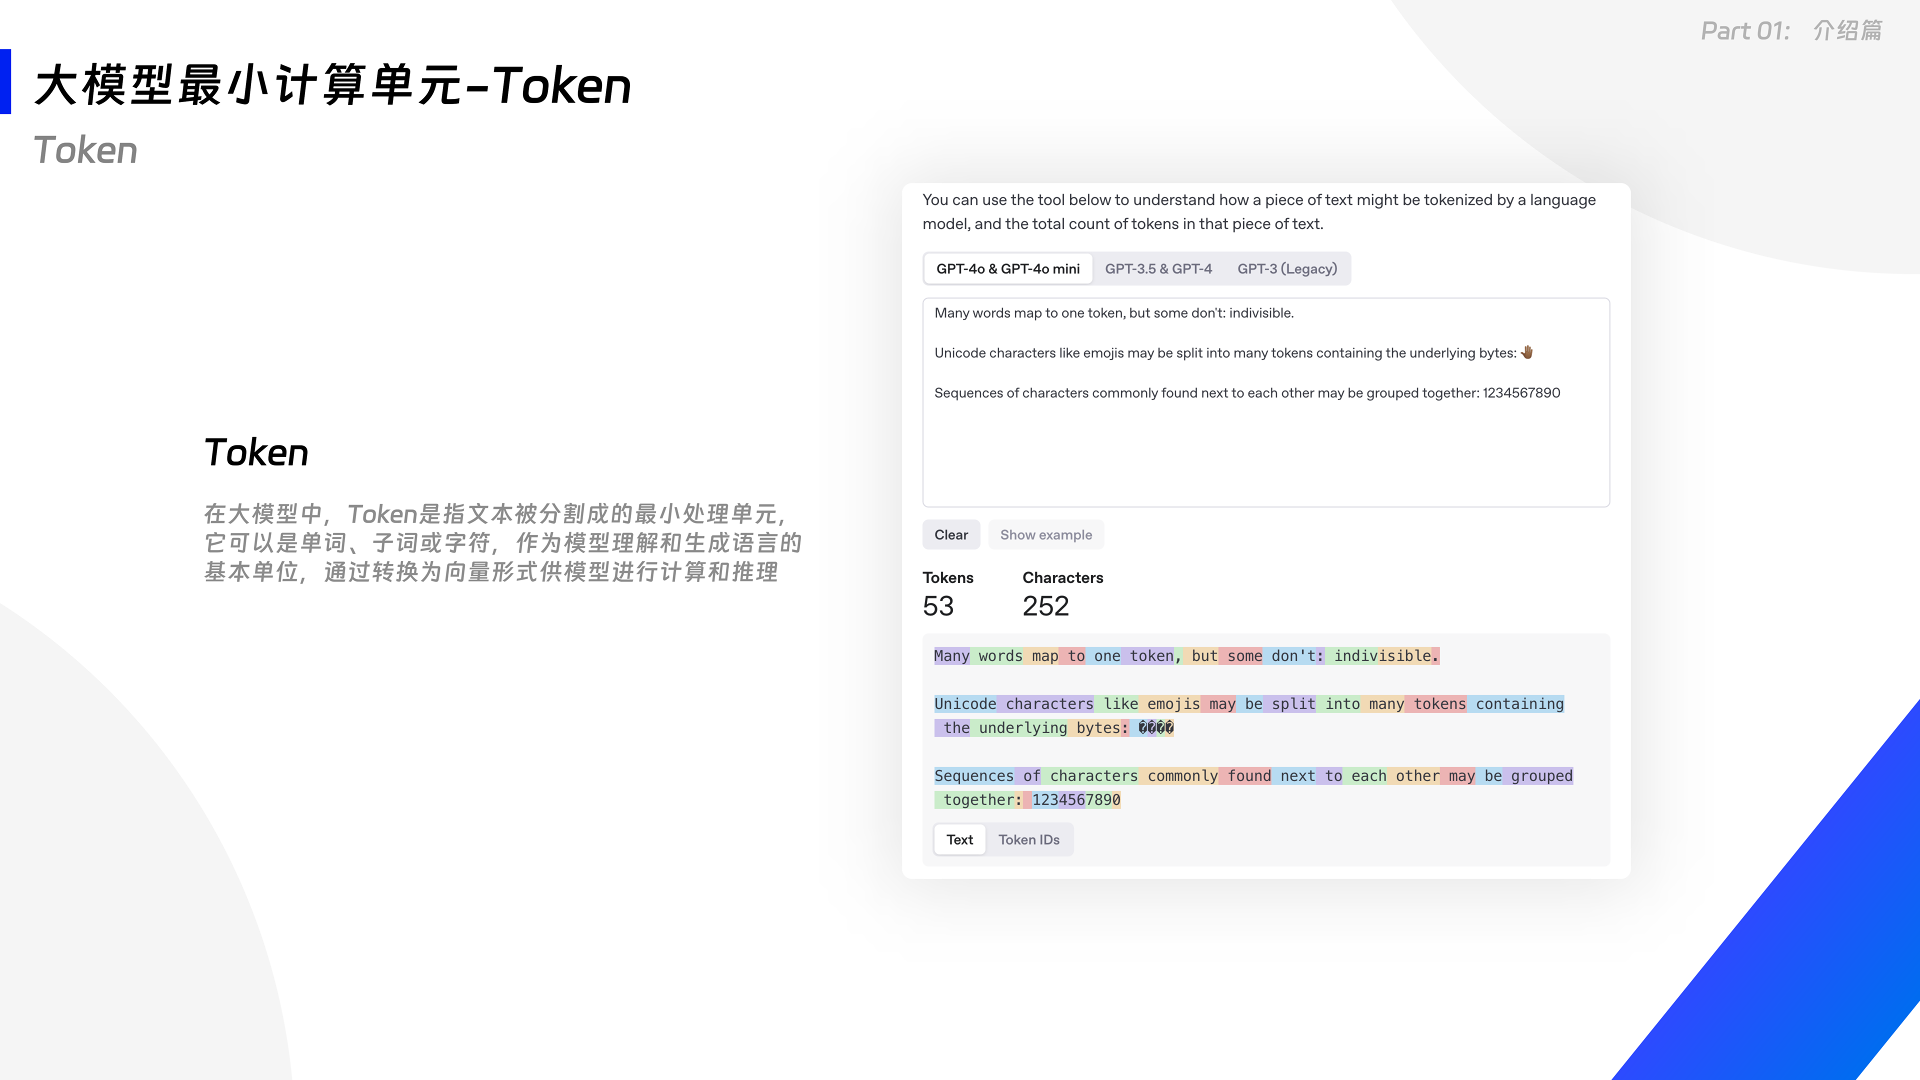 Part 01： 介绍篇
大模型最小计算单元-Token
Token
Token
在大模型中，Token是指文本被分割成的最小处理单元，
它可以是单词、子词或字符，作为模型理解和生成语言的
基本单位，通过转换为向量形式供模型进行计算和推理
You can use the tool below to understand how a piece of text might be tokenized by a language
model, and the total count of tokens in that piece of text.
GPT-4o & GPT-4o mini GPT-3.5 & GPT-4 GPT-3 (Legacy)
Many words map to one token, but some don't: indivisible.
Unicode characters like emojis may be split into many tokens containing the underlying bytes: 🤚🏾
Sequences of characters commonly found next to each other may be grouped together: 1234567890
Clear Show example
Tokens Characters
53 252
Many words map to one token, but some don't: indivisible.
Unicode characters like emojis may be split into many tokens containing
the underlying bytes: ����
Sequences of characters commonly found next to each other may be grouped
together: 1234567890
Text Token IDs